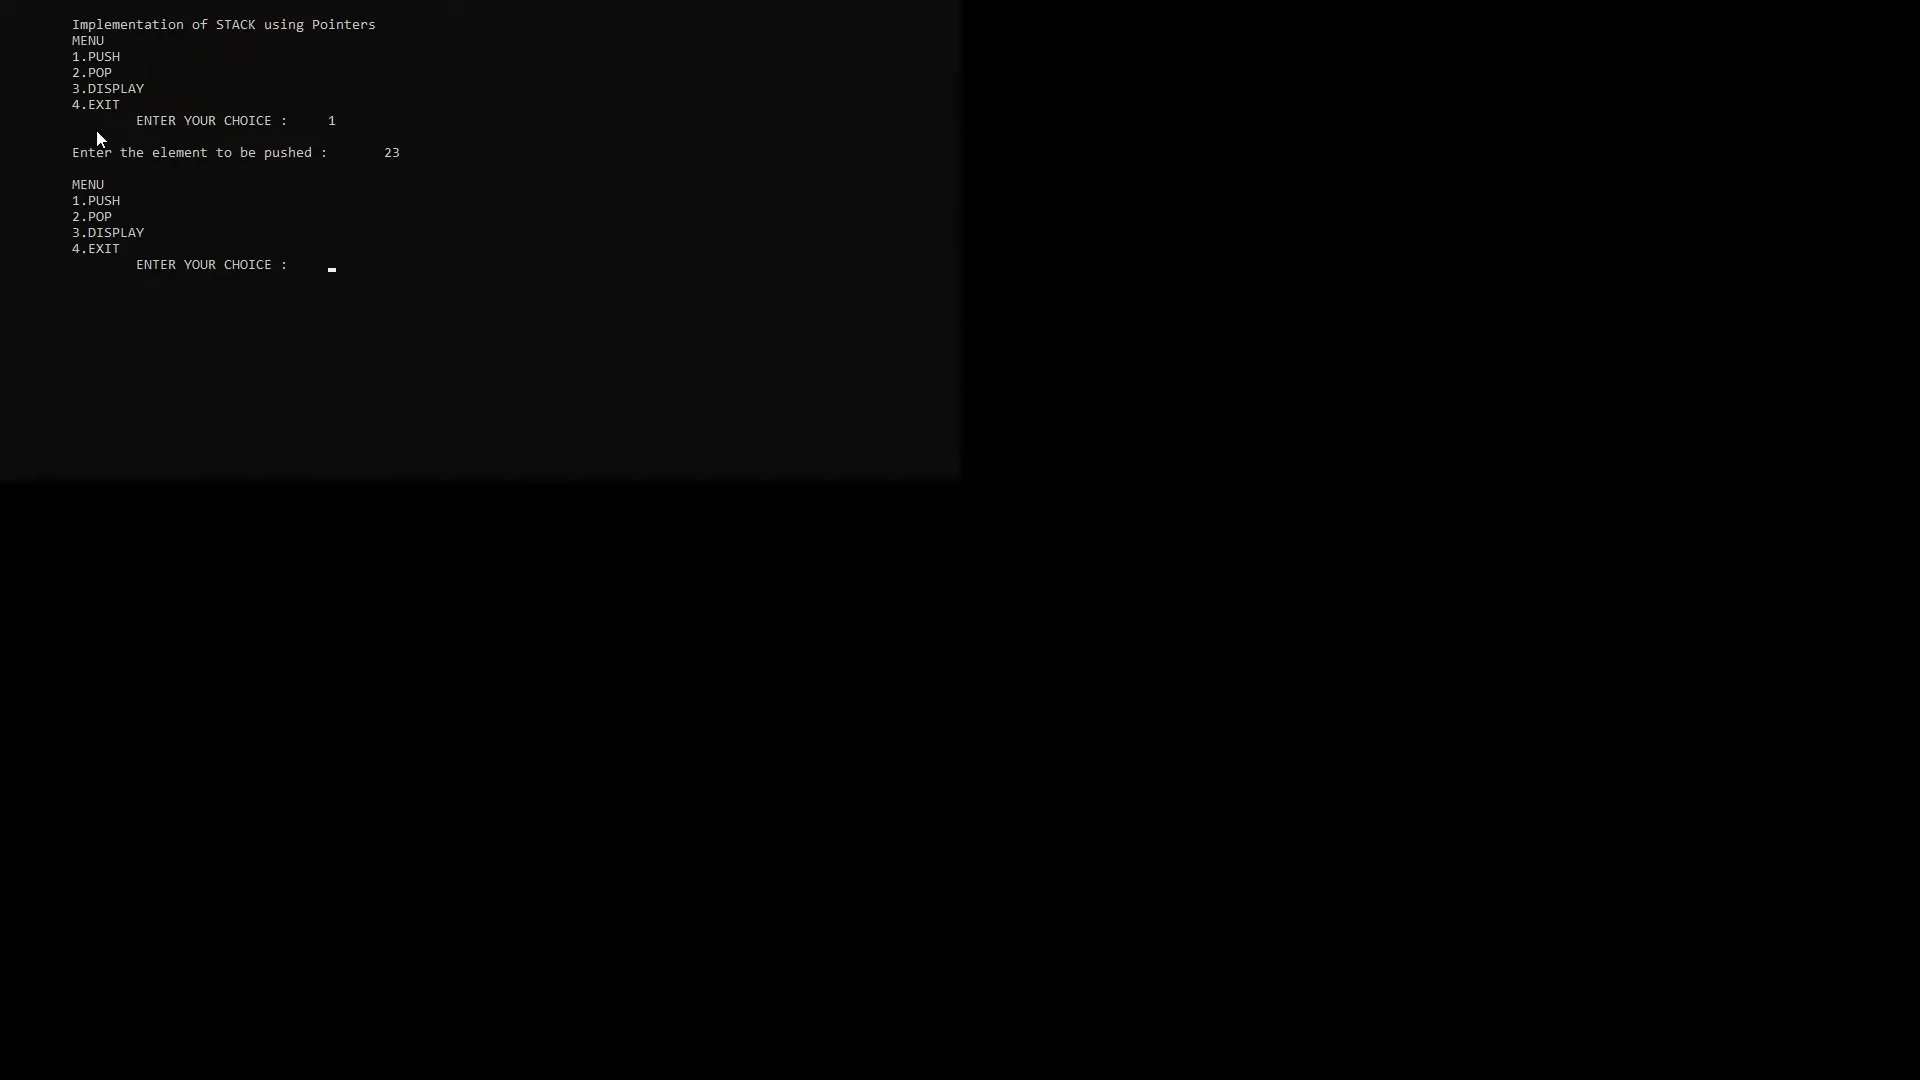 Implementation of STACK using Pointers
MENU
1.PUSH
2.POP
3.DISPLAY
4.EXIT
ENTER YOUR CHOICE : 1
Enter the element to be pushed : 23
MENU
1.PUSH
2.POP
3.DISPLAY
4.EXIT
ENTER YOUR CHOICE :